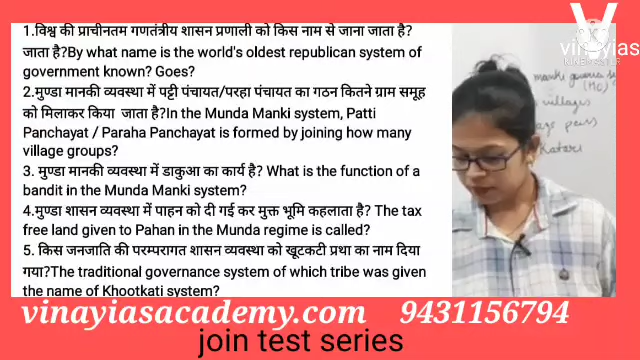 1.विश्व की प्राचीनतम गणतंत्रीय शासन प्रणाली को किस नाम से जाना जाता है?
जाता है?By what name is the world's oldest republican system of
government known? Goes?
2.मुण्डा मानकी व्यवस्था में पट्टी पंचायत/परहा पंचायत का गठन कितने ग्राम समूह
को मिलाकर किया जाता है?In the Munda Manki system, Patti
Panchayat / Paraha Panchayat is formed by joining how many
village groups?
3. मुण्डा मानकी व्यवस्था में डाकुआ का कार्य है? What is the function of a
bandit in the Munda Manki system?
4.मुण्डा शासन व्यवस्था में पाहन को दी गई कर मुक्त भूमि कहलाता है? The tax
free land given to Pahan in the Munda regime is called?
5. किस जनजाति की परम्परागत शासन व्यवस्था को खूटकटी प्रथा का नाम दिया
गया?The traditional governance system of which tribe was given
the name of Khootkati system?
vinayias
manki
villages
Katari
vinayiasacademy.com 9431156794
join test series